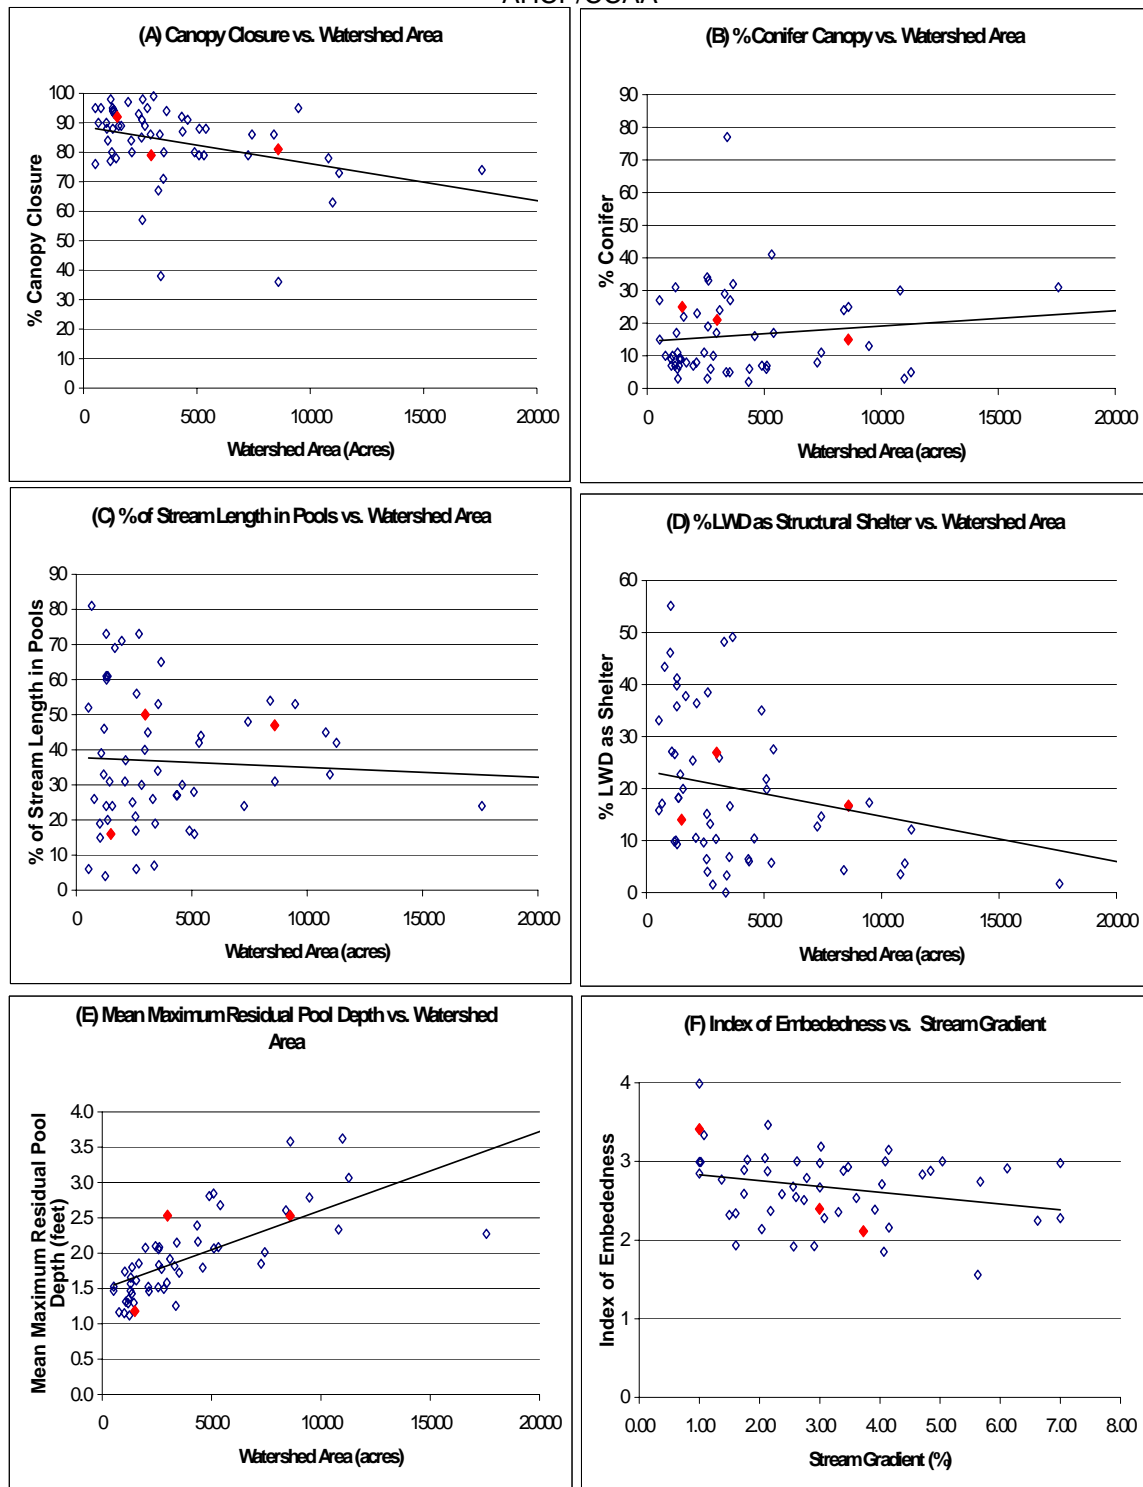 AHCP/CCAA
(A) Canopy Closure vs. Watershed Area
% Canopy Closure
100
90
80
70
60
50
40
30
20
10
0
0 5000 10000 15000 20000
Watershed Area (Acres)
(B) % Conifer Canopy vs. Watershed Area
% Conifer
90
80
70
60
50
40
30
20
10
0
0 5000 10000 15000 20000
Watershed Area (acres)
(C) % of Stream Length in Pools vs. Watershed Area
% of Stream Length in Pools
90
80
70
60
50
40
30
20
10
0
0 5000 10000 15000 20000
Watershed Area (acres)
(D) % LWD as Structural Shelter vs. Watershed Area
% LWD as Shelter
60
50
40
30
20
10
0
0 5000 10000 15000 20000
Watershed Area (acres)
(E) Mean Maximum Residual Pool Depth vs. Watershed
Area
Mean Maximum Residual Pool
Depth (feet)
4.0
3.5
3.0
2.5
2.0
1.5
1.0
0.5
0.0
0 5000 10000 15000 20000
Watershed Area (acres)
(F) Index of Embededness vs. Stream Gradient
Index of Embededness
4
3
2
1
0
0.00 1.00 2.00 3.00 4.00 5.00 6.00 7.00 8.00
Stream Gradient (%)